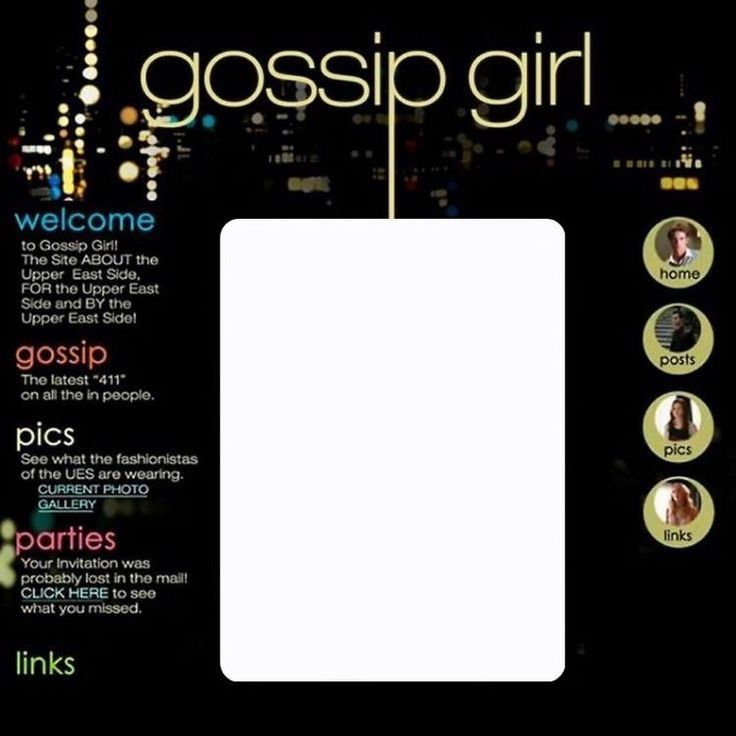 gossip girl
welcome
to Gossip Girl!
The Site ABOUT the
Upper East Side,
FOR the Upper East
Side and BY the
Upper East Side!
gossip
The latest "411"
on all the in people.
pics
See what the fashionistas
of the UES are wearing.
CURRENT PHOTO
GALLERY
parties
Your Invitation was
probably lost in the mail!
CLICK HERE to see
what you missed.
links
home
posts
pics
links